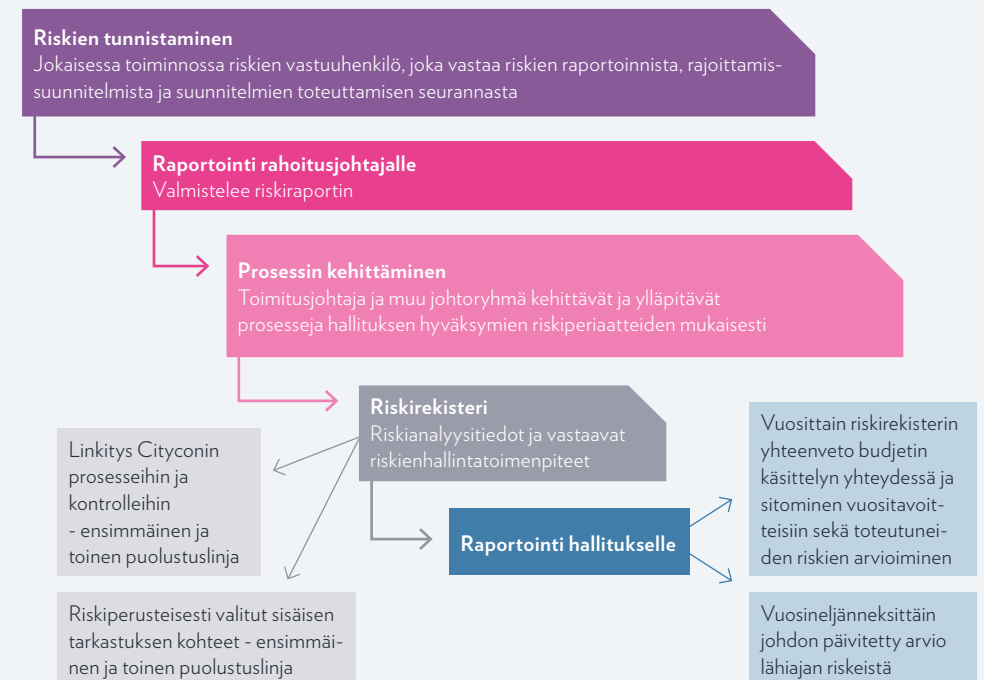 Riskien tunnistaminen
Jokaisessa toiminnossa riskien vastuuhenkilö, joka vastaa riskien raportoinnista, rajoittamis-
suunnitelmista ja suunnitelmien toteuttamisen seurannasta
Raportointi rahoitusjohtajalle
Valmistelee riskiraportin
Prosessin kehittäminen
Toimitusjohtaja ja muu johtoryhmä kehittävät ja ylläpitävät
prosesseja hallituksen hyväksymien riskiperiaatteiden mukaisesti
Riskirekisteri
Riskianalyysitiedot ja vastaavat
riskienhallintatoimenpiteet
Linkitys Cityconin
prosesseihin ja
kontrolleihin
- ensimmäinen ja
toinen puolustuslinja
Riskiperusteisesti valitut sisäisen
tarkastuksen kohteet - ensimmäi-
nen ja toinen puolustuslinja
Raportointi hallitukselle
Vuosittain riskirekisterin
yhteenveto budjetin
käsittelyn yhteydessä ja
sitominen vuositavoit-
teisiin sekä toteutunei-
den riskien arvioiminen
Vuosineljänneksittäin
johdon päivitetty arvio
lähiajan riskeistä